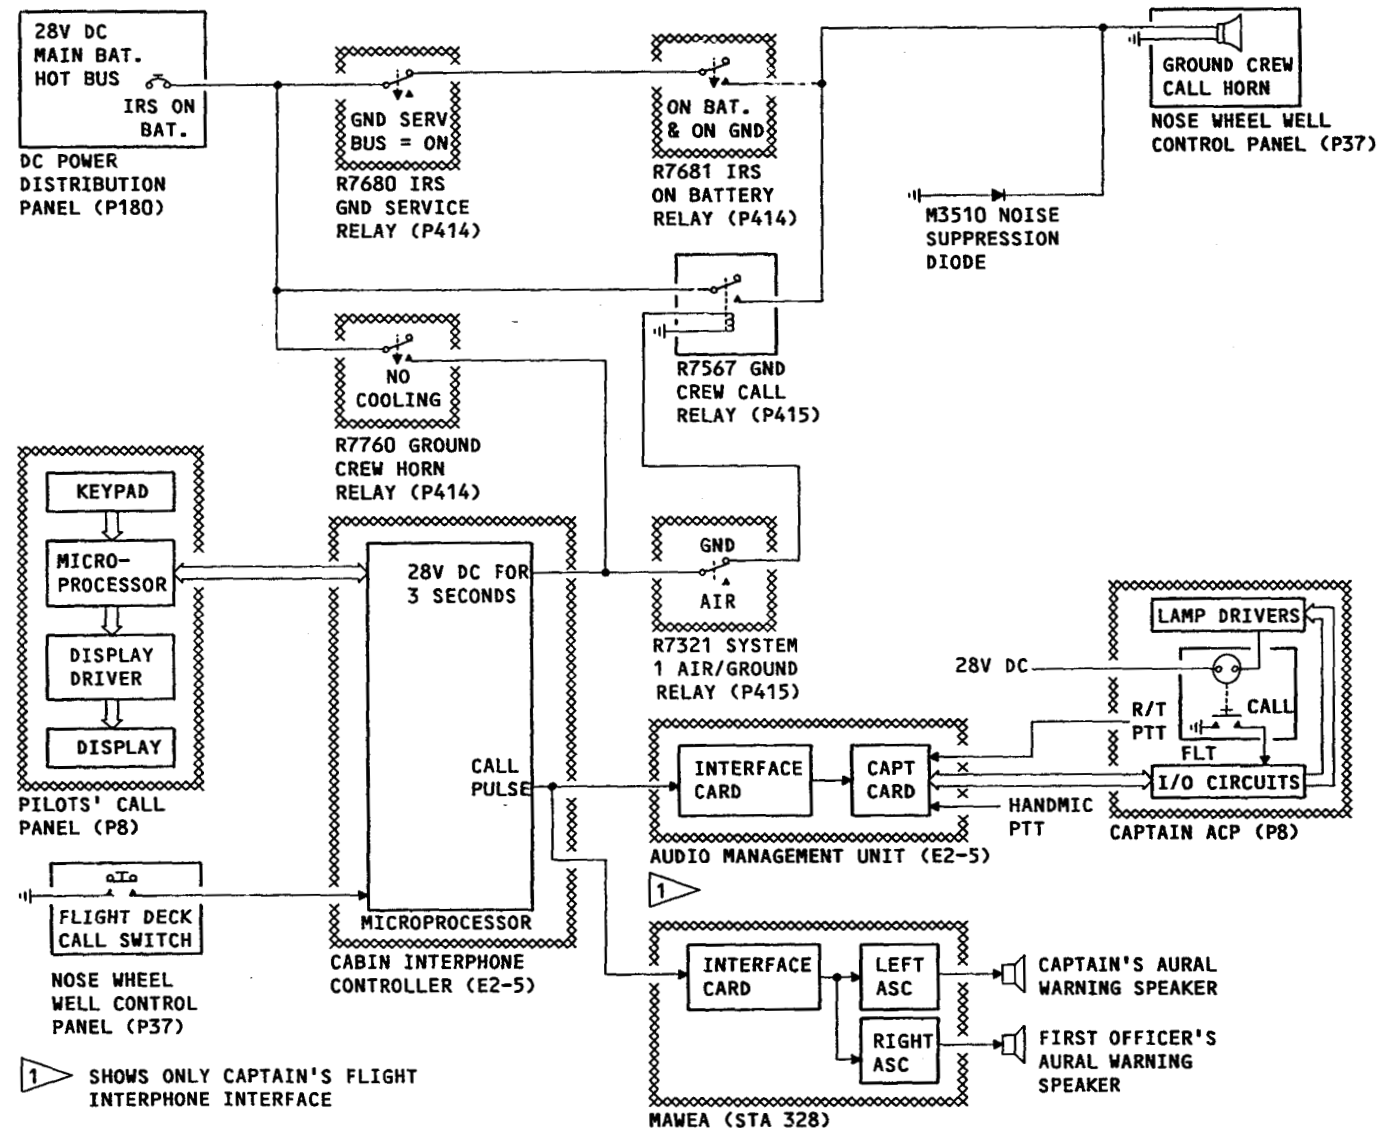 28V DC
MAIN BAT.
HOT BUS
IRS ON
BAT.
DC POWER
DISTRIBUTION
PANEL (P180)
GND SERV
BUS = ON
R7680 IRS
GND SERVICE
RELAY (P414)
ON BAT.
& ON GND
R7681 IRS
ON BATTERY
RELAY (P414)
GROUND CREW
CALL HORN
NOSE WHEEL WELL
CONTROL PANEL (P37)
M3510 NOISE
SUPPRESSION
DIODE
R7567 GND
CREW CALL
RELAY (P415)
NO
COOLING
R7760 GROUND
CREW HORN
RELAY (P414)
KEYPAD
MICRO-
PROCESSOR
DISPLAY
DRIVER
DISPLAY
PILOTS' CALL
PANEL (P8)
28V DC FOR
3 SECONDS
CALL
PULSE
MICROPROCESSOR
CABIN INTERPHONE
CONTROLLER (E2-5)
GND
AIR
R7321 SYSTEM
1 AIR/GROUND
RELAY (P415)
INTERFACE
CARD
CAPT
CARD
AUDIO MANAGEMENT UNIT (E2-5)
1
28V DC
R/T
PTT
HANDMIC
PTT
LAMP DRIVERS
CALL
FLT
I/O CIRCUITS
CAPTAIN ACP (P8)
FLIGHT DECK
CALL SWITCH
NOSE WHEEL
WELL CONTROL
PANEL (P37)
INTERFACE
CARD
LEFT
ASC
RIGHT
ASC
MAWEA (STA 328)
CAPTAIN'S AURAL
WARNING SPEAKER
FIRST OFFICER'S
AURAL WARNING
SPEAKER
1 SHOWS ONLY CAPTAIN'S FLIGHT
INTERPHONE INTERFACE